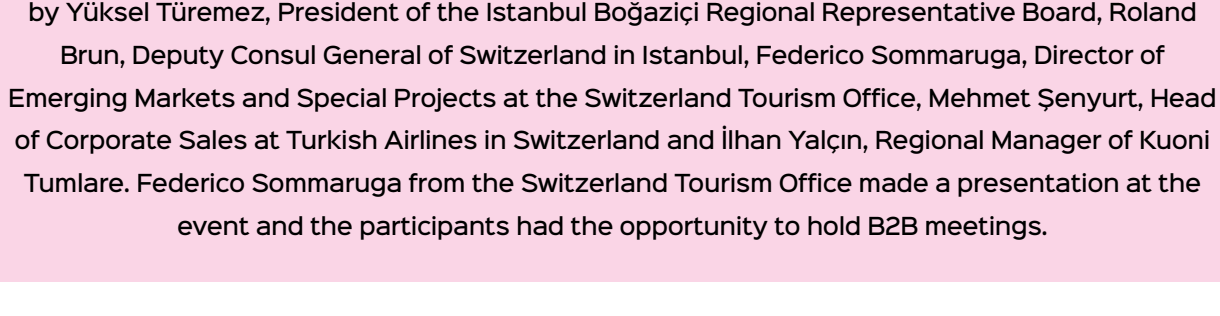 by Yüksel Türemez, President of the Istanbul Boğaziçi Regional Representative Board, Roland
Brun, Deputy Consul General of Switzerland in Istanbul, Federico Sommaruga, Director of
Emerging Markets and Special Projects at the Switzerland Tourism Office, Mehmet Şenyurt, Head
of Corporate Sales at Turkish Airlines in Switzerland and İlhan Yalçın, Regional Manager of Kuoni
Tumlare. Federico Sommaruga from the Switzerland Tourism Office made a presentation at the
event and the participants had the opportunity to hold B2B meetings.